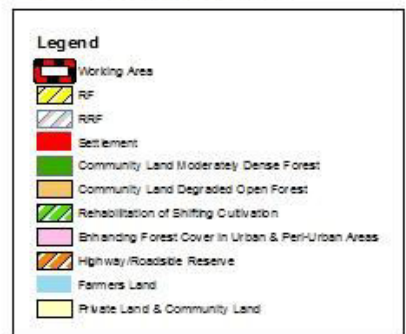 Legend
Working Area
RF
RRF
Settlement
Community Land Moderately Dense Forest
Community Land Degraded Open Forest
Rehabilitation of Shifting Cultivation
Enhancing Forest Cover in Urban & Peri-Urban Areas
Highway/Roadside Reserve
Farmers Land
Private Land & Community Land